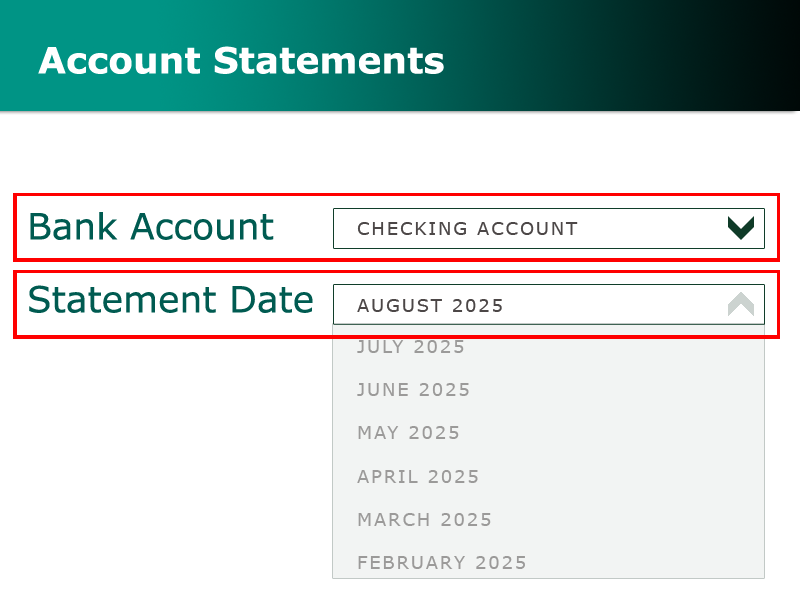 Account Statements
Bank Account
CHECKING ACCOUNT
Statement Date
AUGUST 2025
JULY 2025
JUNE 2025
MAY 2025
APRIL 2025
MARCH 2025
FEBRUARY 2025